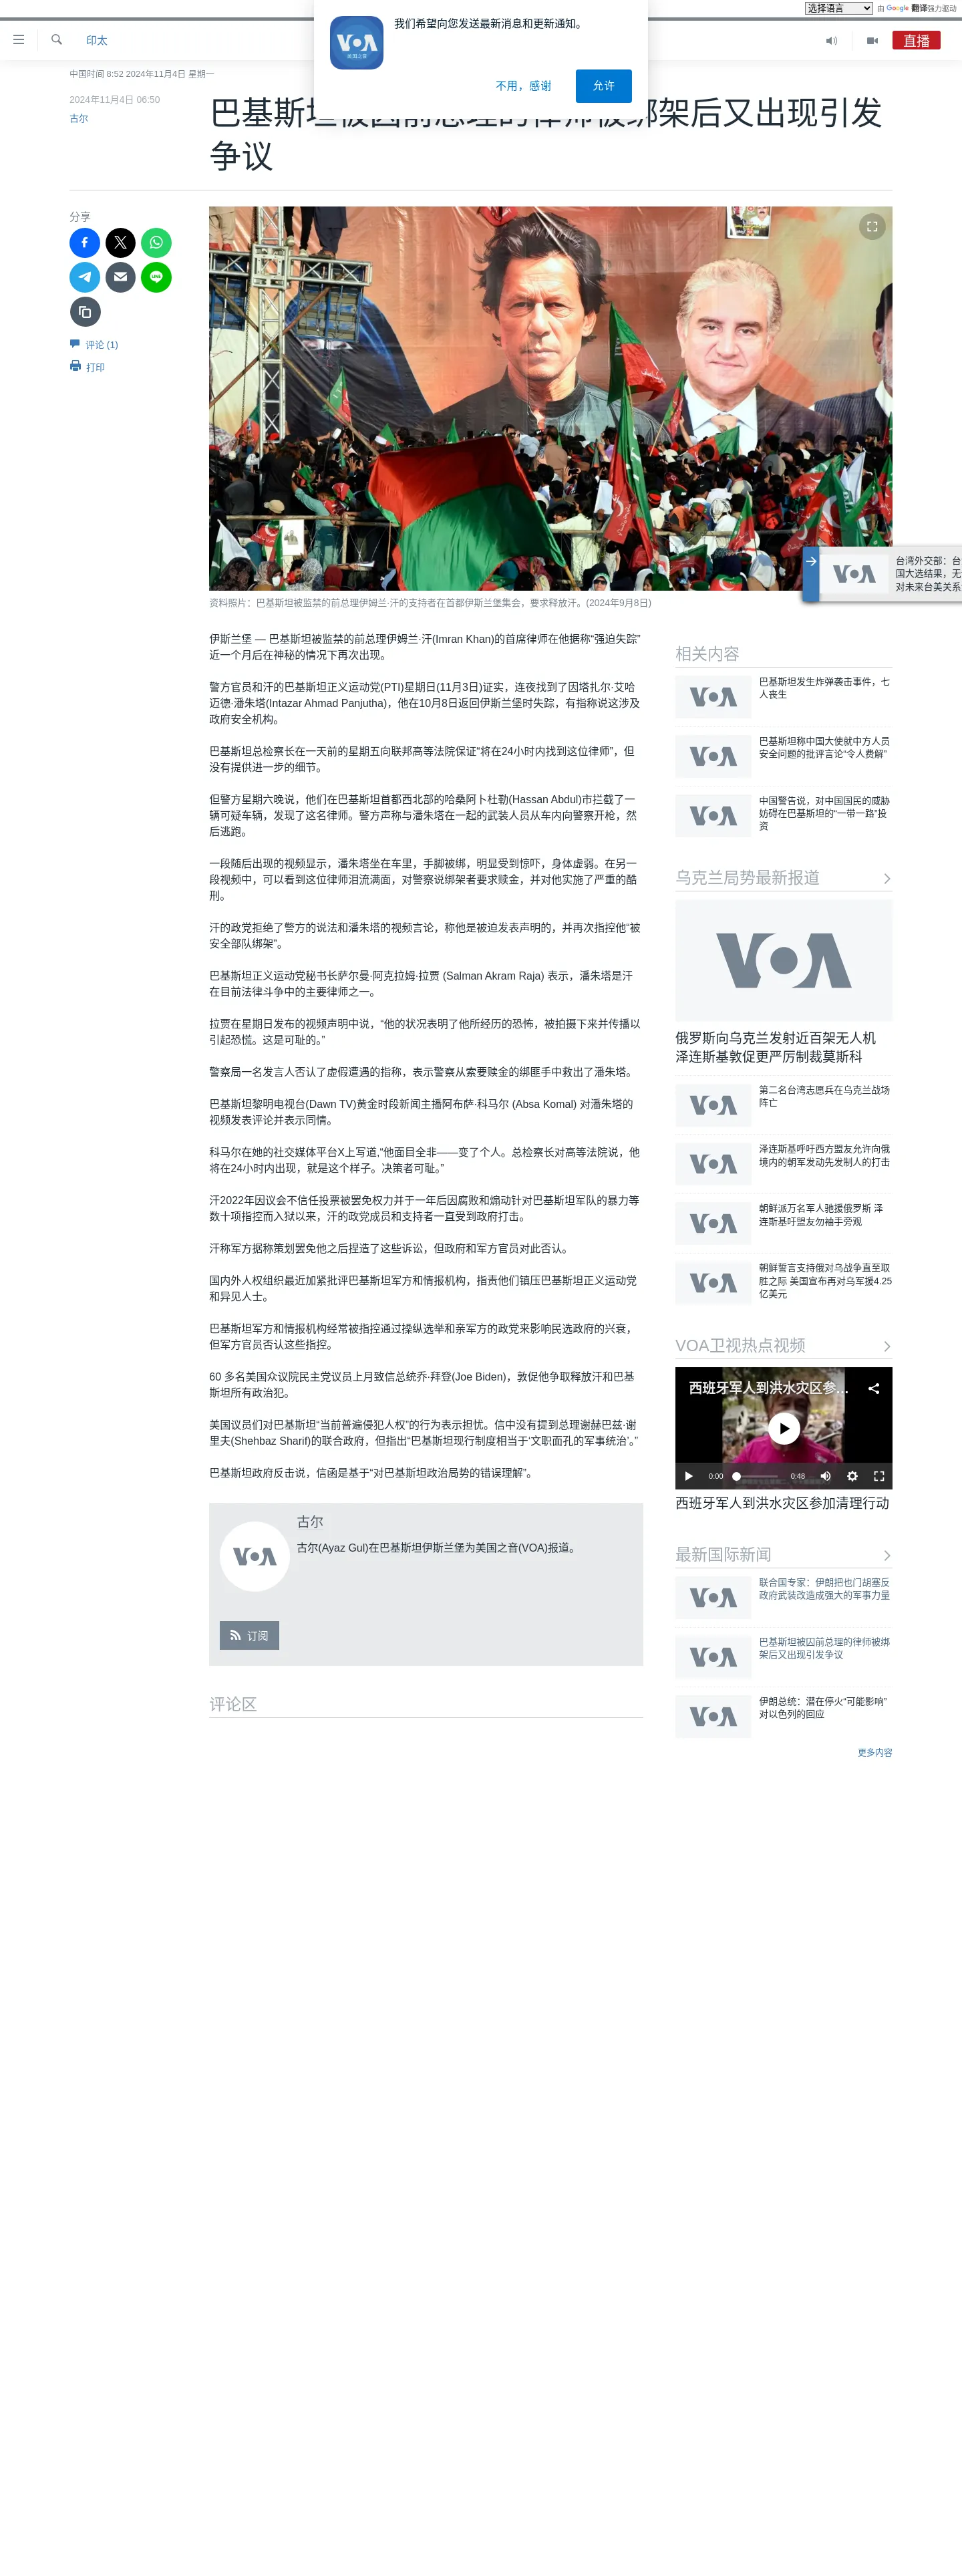 选择语言 由 Google 翻译强力驱动
我们希望向您发送最新消息和更新通知。
不用，感谢 允许
印太
直播
中国时间 8:52 2024年11月4日 星期一
2024年11月4日 06:50
古尔
巴基斯坦被囚前总理的律师被绑架后又出现引发
争议
分享
评论 (1)
打印
台湾外交部：台
国大选结果，无
对未来台美关系
资料照片：巴基斯坦被监禁的前总理伊姆兰·汗的支持者在首都伊斯兰堡集会，要求释放汗。(2024年9月8日)
伊斯兰堡 — 巴基斯坦被监禁的前总理伊姆兰·汗(Imran Khan)的首席律师在他据称“强迫失踪”
近一个月后在神秘的情况下再次出现。
警方官员和汗的巴基斯坦正义运动党(PTI)星期日(11月3日)证实，连夜找到了因塔扎尔·艾哈
迈德·潘朱塔(Intazar Ahmad Panjutha)，他在10月8日返回伊斯兰堡时失踪，有指称说这涉及
政府安全机构。
巴基斯坦总检察长在一天前的星期五向联邦高等法院保证“将在24小时内找到这位律师”，但
没有提供进一步的细节。
但警方星期六晚说，他们在巴基斯坦首都西北部的哈桑阿卜杜勒(Hassan Abdul)市拦截了一
辆可疑车辆，发现了这名律师。警方声称与潘朱塔在一起的武装人员从车内向警察开枪，然
后逃跑。
一段随后出现的视频显示，潘朱塔坐在车里，手脚被绑，明显受到惊吓，身体虚弱。在另一
段视频中，可以看到这位律师泪流满面，对警察说绑架者要求赎金，并对他实施了严重的酷
刑。
汗的政党拒绝了警方的说法和潘朱塔的视频言论，称他是被迫发表声明的，并再次指控他“被
安全部队绑架”。
巴基斯坦正义运动党秘书长萨尔曼·阿克拉姆·拉贾 (Salman Akram Raja) 表示，潘朱塔是汗
在目前法律斗争中的主要律师之一。
拉贾在星期日发布的视频声明中说，“他的状况表明了他所经历的恐怖，被拍摄下来并传播以
引起恐慌。这是可耻的。”
警察局一名发言人否认了虚假遭遇的指称，表示警察从索要赎金的绑匪手中救出了潘朱塔。
巴基斯坦黎明电视台(Dawn TV)黄金时段新闻主播阿布萨·科马尔 (Absa Komal) 对潘朱塔的
视频发表评论并表示同情。
科马尔在她的社交媒体平台X上写道,“他面目全非——变了个人。总检察长对高等法院说，他
将在24小时内出现，就是这个样子。决策者可耻。”
汗2022年因议会不信任投票被罢免权力并于一年后因腐败和煽动针对巴基斯坦军队的暴力等
数十项指控而入狱以来，汗的政党成员和支持者一直受到政府打击。
汗称军方据称策划罢免他之后捏造了这些诉讼，但政府和军方官员对此否认。
国内外人权组织最近加紧批评巴基斯坦军方和情报机构，指责他们镇压巴基斯坦正义运动党
和异见人士。
巴基斯坦军方和情报机构经常被指控通过操纵选举和亲军方的政党来影响民选政府的兴衰，
但军方官员否认这些指控。
60 多名美国众议院民主党议员上月致信总统乔·拜登(Joe Biden)，敦促他争取释放汗和巴基
斯坦所有政治犯。
美国议员们对巴基斯坦“当前普遍侵犯人权”的行为表示担忧。信中没有提到总理谢赫巴兹·谢
里夫(Shehbaz Sharif)的联合政府，但指出“巴基斯坦现行制度相当于‘文职面孔的军事统治’。”
巴基斯坦政府反击说，信函是基于“对巴基斯坦政治局势的错误理解”。
古尔
古尔(Ayaz Gul)在巴基斯坦伊斯兰堡为美国之音(VOA)报道。
订阅
评论区
相关内容
巴基斯坦发生炸弹袭击事件，七
人丧生
巴基斯坦称中国大使就中方人员
安全问题的批评言论“令人费解”
中国警告说，对中国国民的威胁
妨碍在巴基斯坦的“一带一路”投
资
乌克兰局势最新报道
VOA
俄罗斯向乌克兰发射近百架无人机
泽连斯基敦促更严厉制裁莫斯科
第二名台湾志愿兵在乌克兰战场
阵亡
泽连斯基呼吁西方盟友允许向俄
境内的朝军发动先发制人的打击
朝鲜派万名军人驰援俄罗斯 泽
连斯基吁盟友勿袖手旁观
朝鲜誓言支持俄对乌战争直至取
胜之际 美国宣布再对乌军援4.25
亿美元
VOA卫视热点视频
西班牙军人到洪水灾区参...
0:00 0:48
西班牙军人到洪水灾区参加清理行动
最新国际新闻
联合国专家：伊朗把也门胡塞反
政府武装改造成强大的军事力量
巴基斯坦被囚前总理的律师被绑
架后又出现引发争议
伊朗总统：潜在停火“可能影响”
对以色列的回应
更多内容